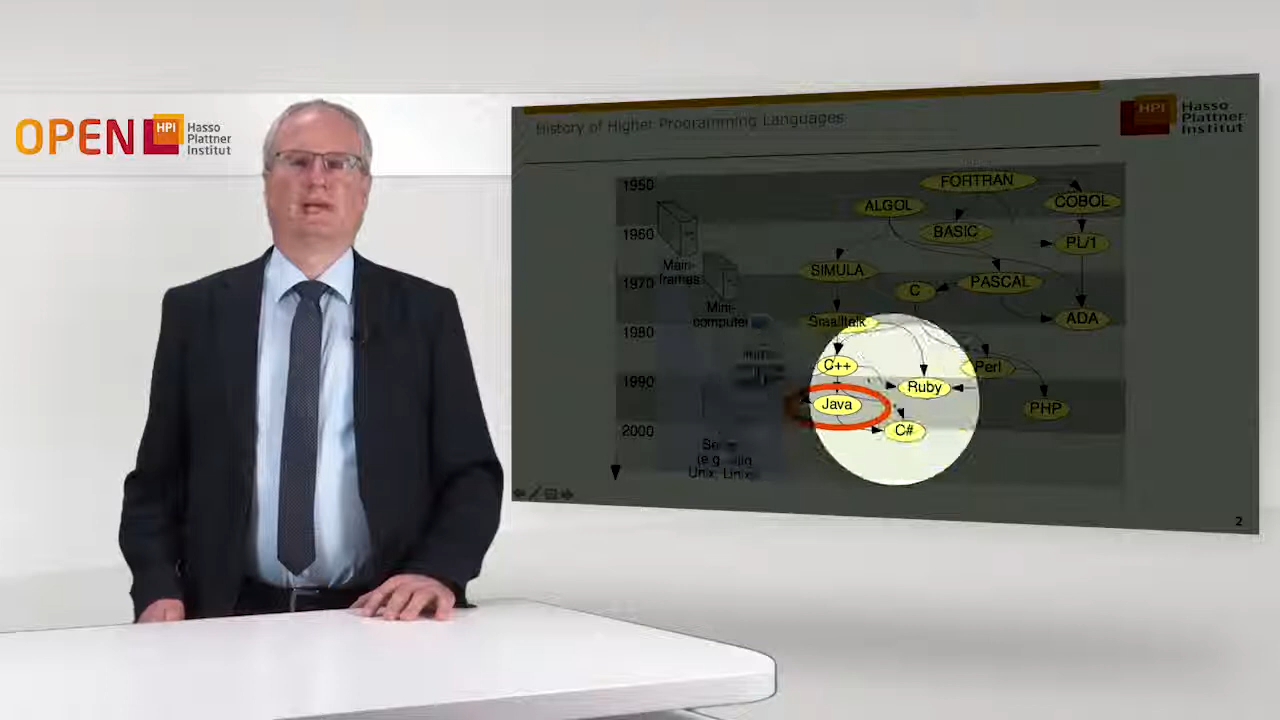 OPEN HPI Hasso
Plattner
Institut
History of Higher Programming Languages
HPI Hasso
Plattner
Institut
1950
FORTRAN
ALGOL
COBOL
1960
BASIC
PL/1
Main-
frames
SIMULA
1970
PASCAL
C
Mini-
computer
Smalltalk
ADA
1980
C++
Perl
1990
Ruby
Java
PHP
2000
C#
(e.g.
Unix, Linux
2